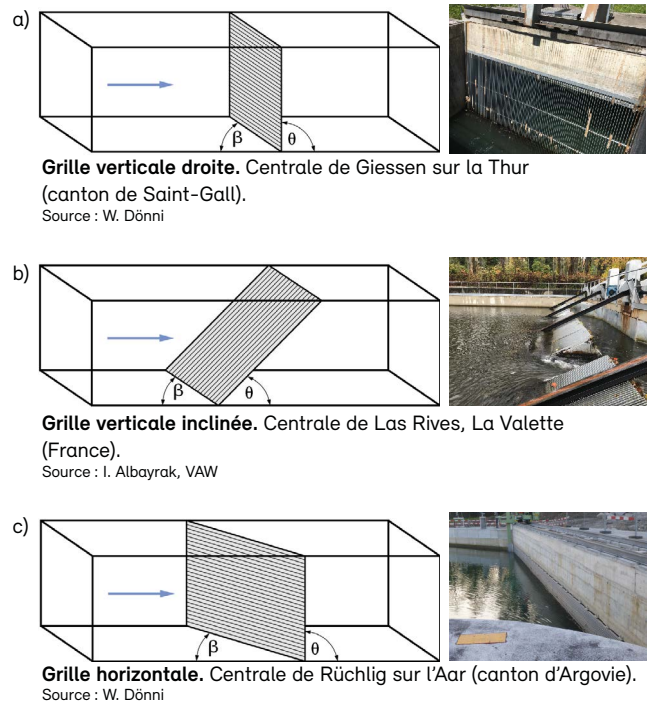 a)
β
θ
Grille verticale droite. Centrale de Giessen sur la Thur
(canton de Saint-Gall).
Source : W. Dönni
b)
β
θ
Grille verticale inclinée. Centrale de Las Rives, La Valette
(France).
Source : I. Albayrak, VAW
c)
β
θ
Grille horizontale. Centrale de Rüchlig sur l'Aar (canton d'Argovie).
Source : W. Dönni